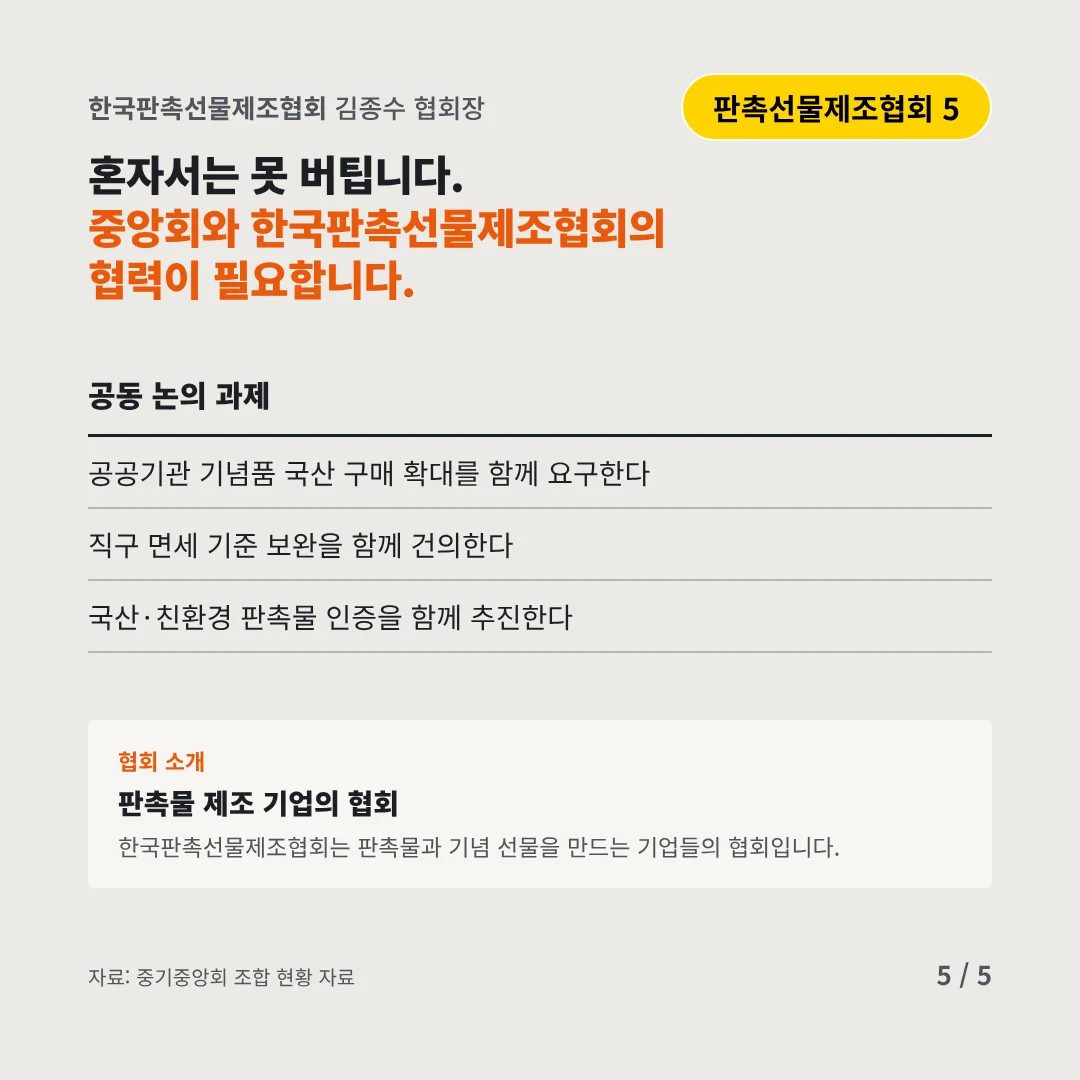 한국판촉선물제조협회 김종수 협회장
판촉선물제조협회 5
혼자서는 못 버팁니다.
중앙회와 한국판촉선물제조협회의
협력이 필요합니다.
공동 논의 과제
공공기관 기념품 국산 구매 확대를 함께 요구한다
직구 면세 기준 보완을 함께 건의한다
국산·친환경 판촉물 인증을 함께 추진한다
협회 소개
판촉물 제조 기업의 협회
한국판촉선물제조협회는 판촉물과 기념 선물을 만드는 기업들의 협회입니다.
자료: 중기중앙회 조합 현황 자료
5 / 5